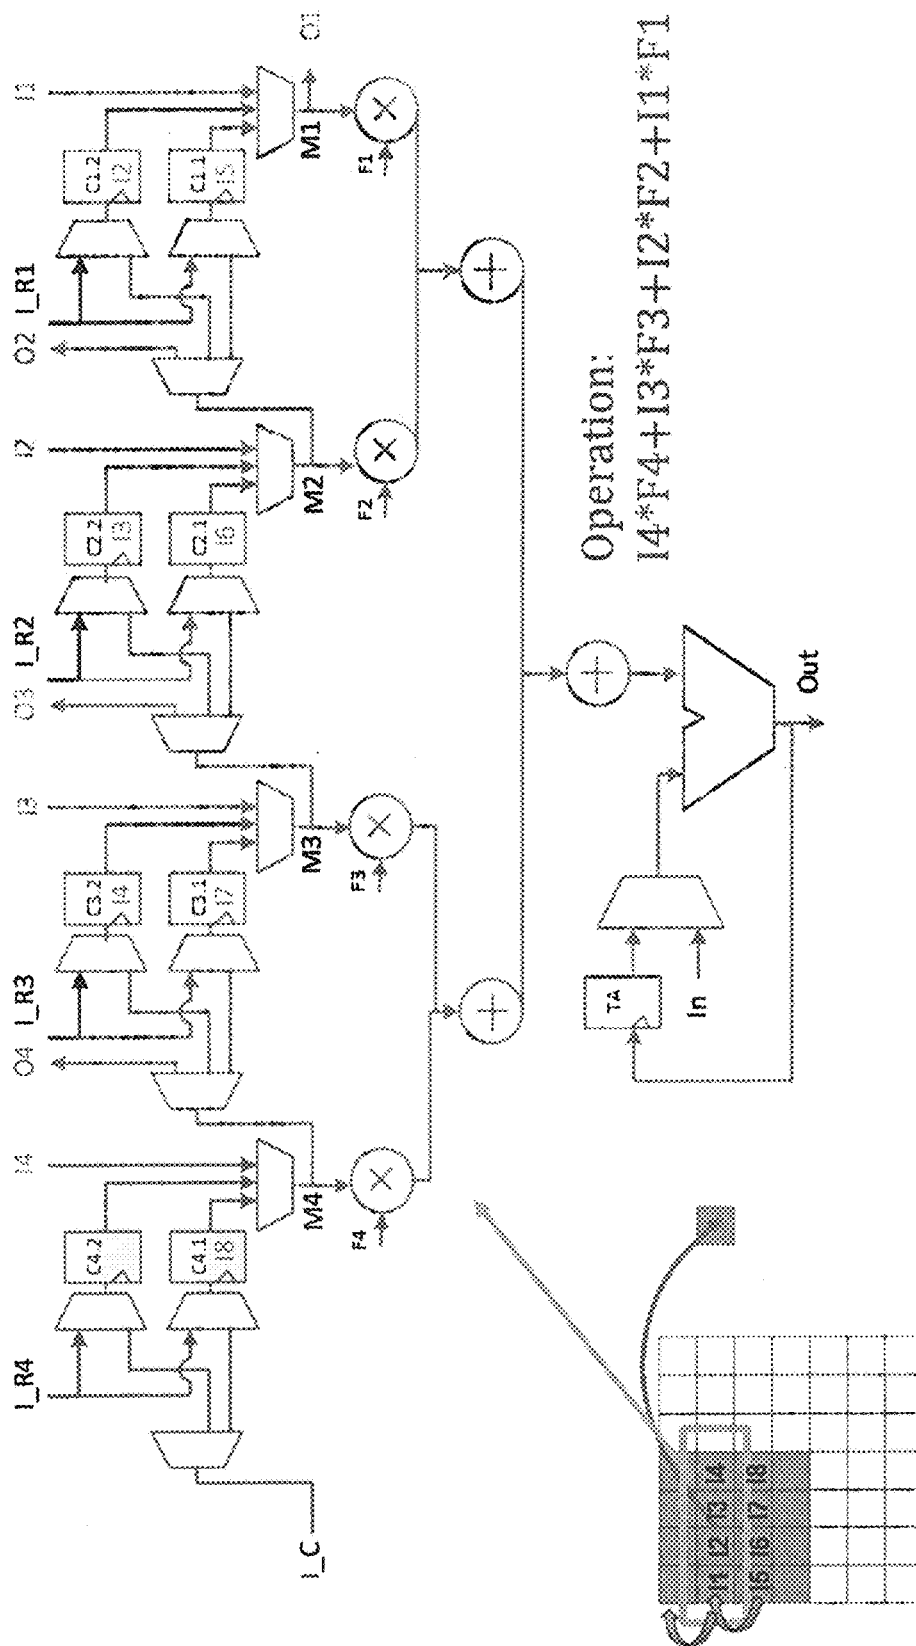 I_C
I_R4
C4.2
C4.1
I8
I4
O4
M4
F4
I_R3
C3.2
I4
C3.1
I7
I3
O3
M3
F3
I_R2
C2.2
I3
C2.1
I6
I2
O2
M2
F2
I_R1
C1.2
I2
C1.1
I5
I1
O1
M1
F1
TA
In
Out
Operation:
I4*F4+I3*F3+I2*F2+I1*F1
I1 I2 I3 I4
I5 I6 I7 I8